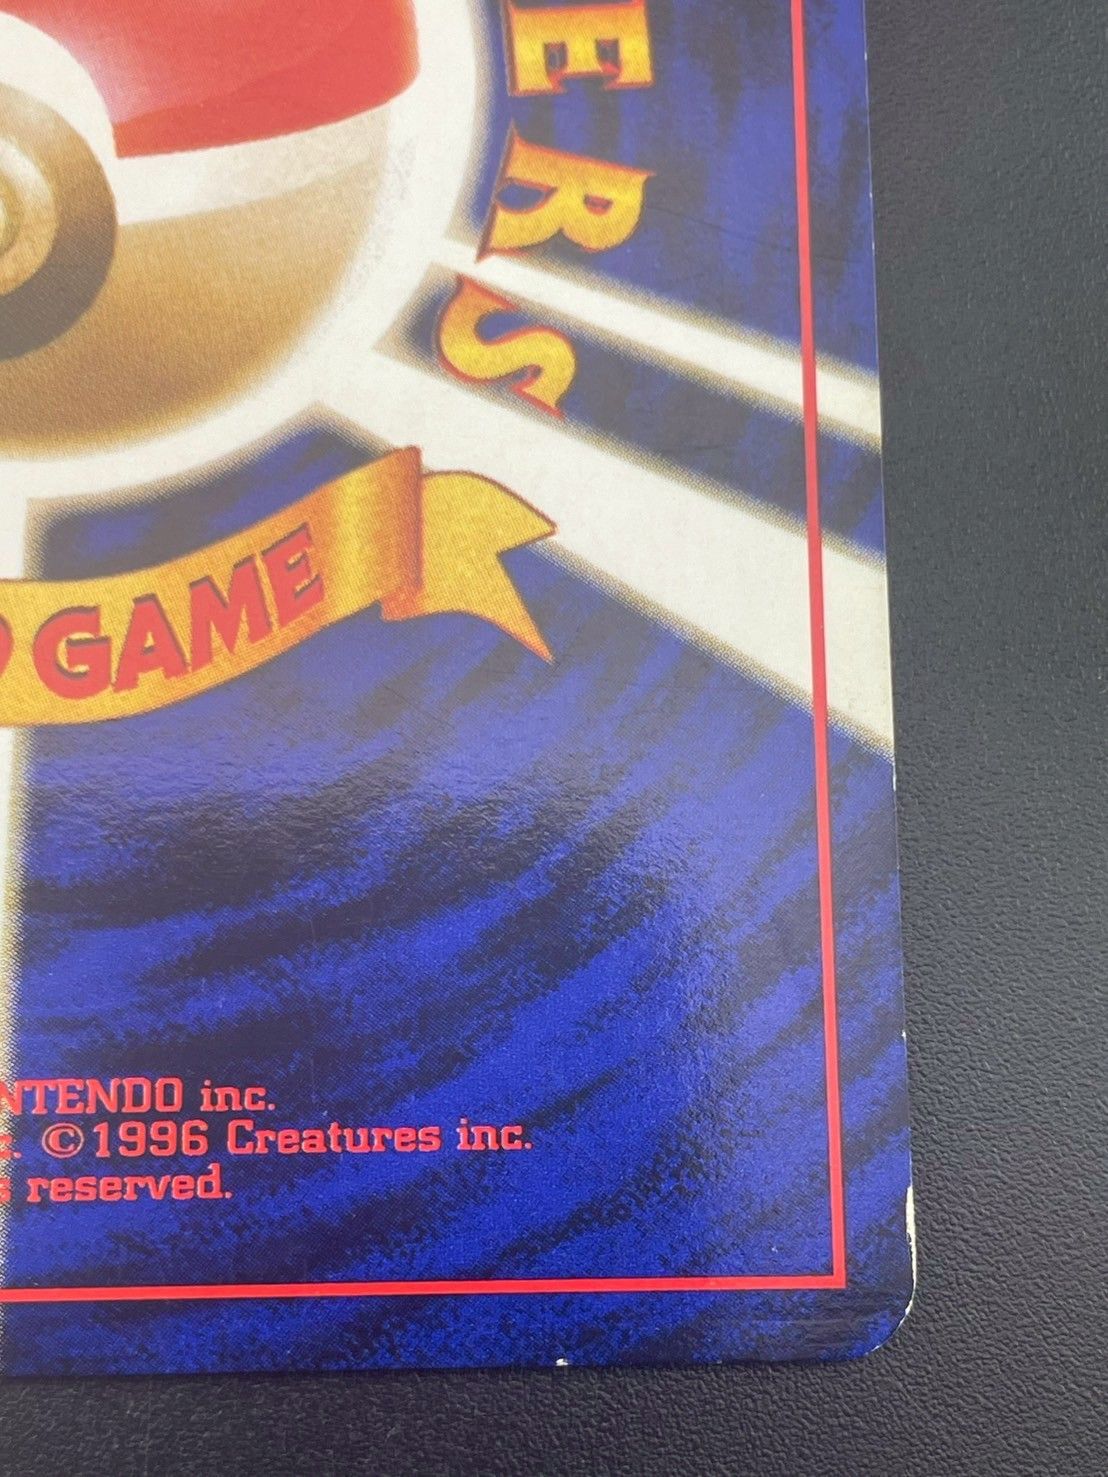 ERS
GAME
NTENDO inc.
©1996 Creatures inc.
reserved.